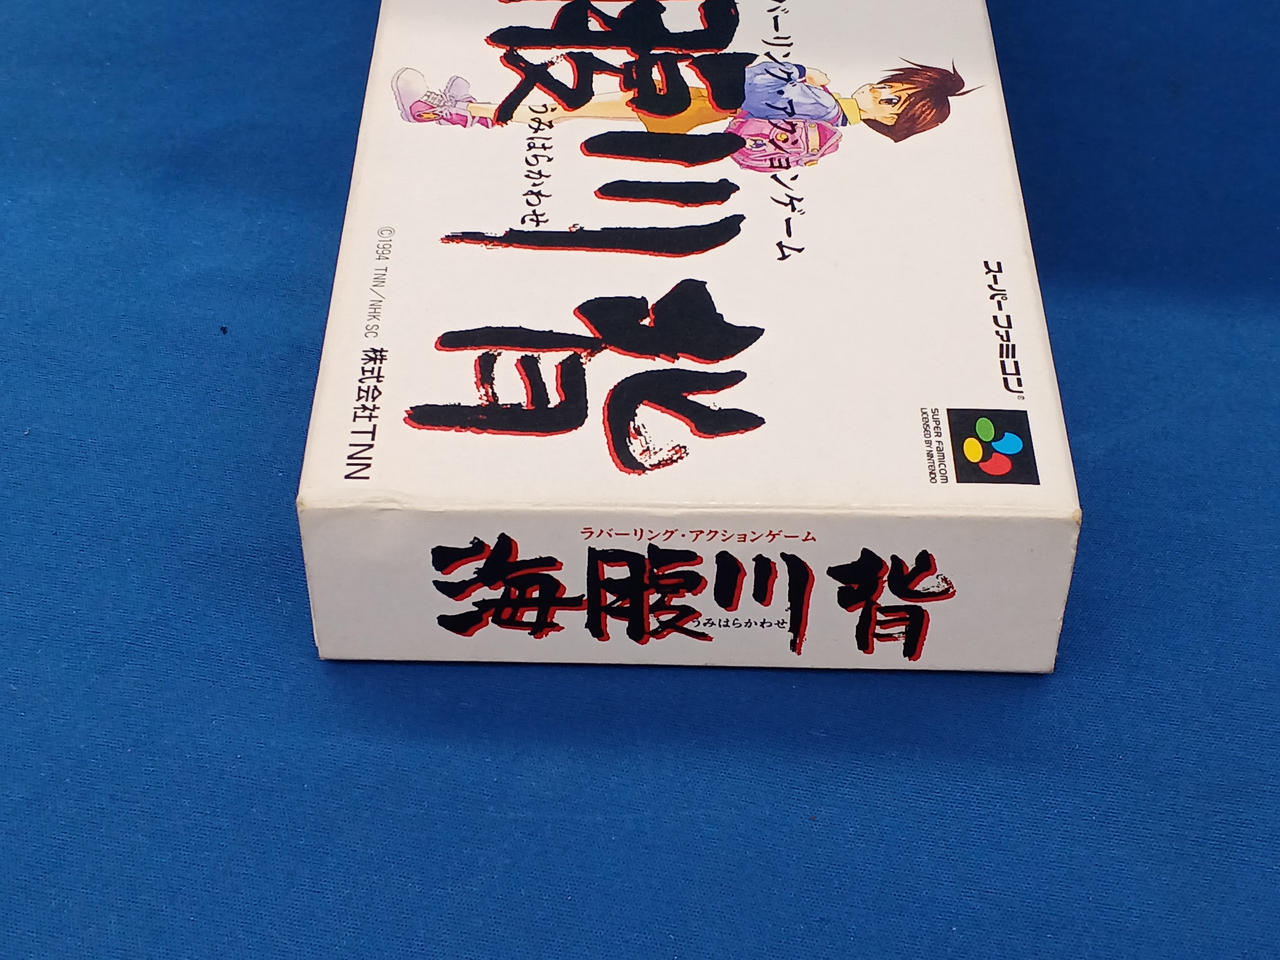 バーリング・アクションゲーム
腹川背
うみはらかわせ
©1994 TNN/NHK SC 株式会社TNN
スーパーファミコン®
SUPER FAMICOM
LICENSED BY NINTENDO
ラバーリング・アクションゲーム
海腹川背
うみはらかわせ